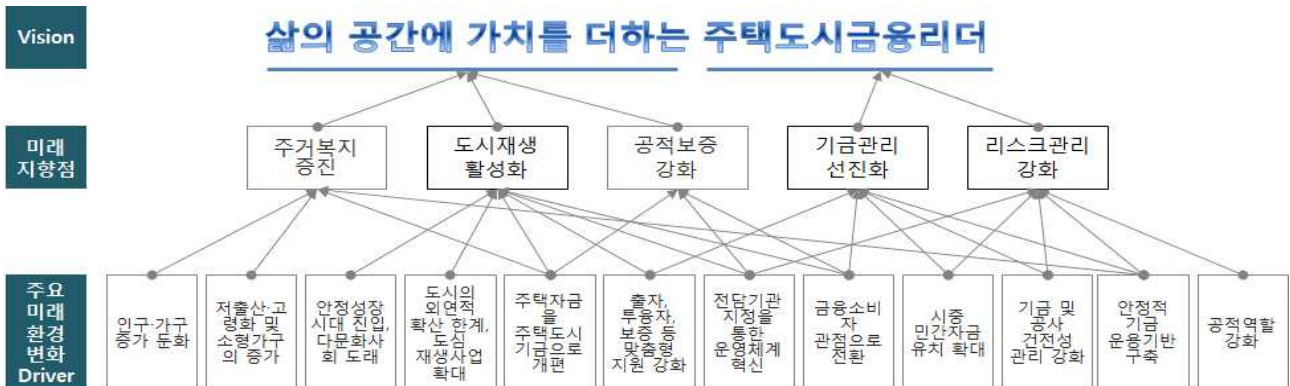 Vision
삶의 공간에 가치를 더하는 주택도시금융리더
미래
지향점
주거복지
증진
도시재생
활성화
공적보증
강화
기금관리
선진화
리스크관리
강화
주요
미래
환경
변화
Driver
인구·가구
증가 둔화
저출산·고
령화 및
소형가구
의 증가
안정성장
시대 진입,
다문화사
회 도래
도시의
외연적
확산 한계,
도심
재생사업
확대
주택자금
을
주택도시
기금으로
개편
출자,
투융자,
보증 등
맞춤형
지원 강화
전담기관
지정을
통한
운영체계
혁신
금융소비
자
관점으로
전환
시중
민간자금
유치 확대
기금 및
공사
건전성
관리 강화
안정적
기금
운용기반
구축
공적역할
강화